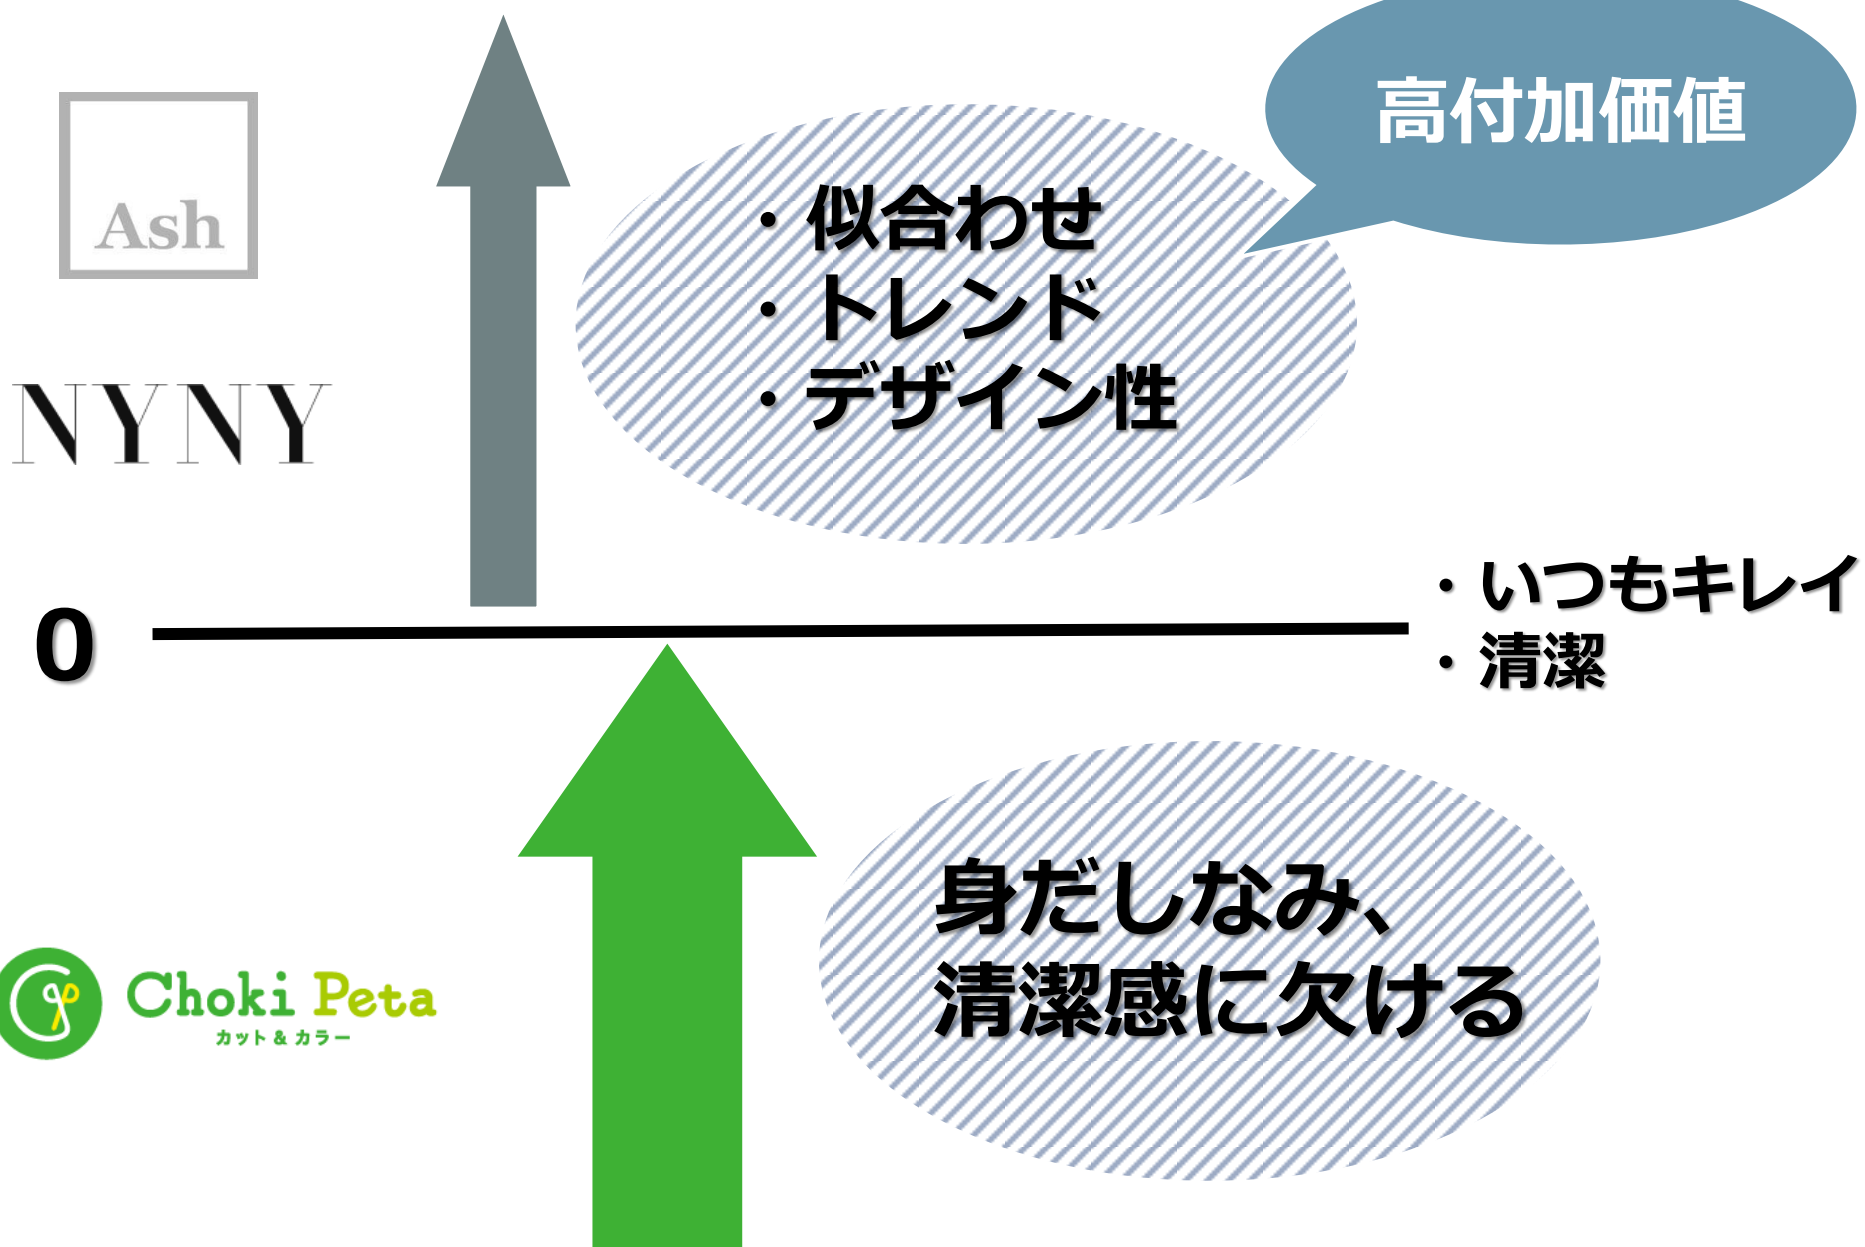 高付加価値
Ash
・似合わせ
・トレンド
・デザイン性
NYNY
・いつもキレイ
0
・清潔
身だしなみ、
清潔感に欠ける
Choki Peta
カット＆カラー